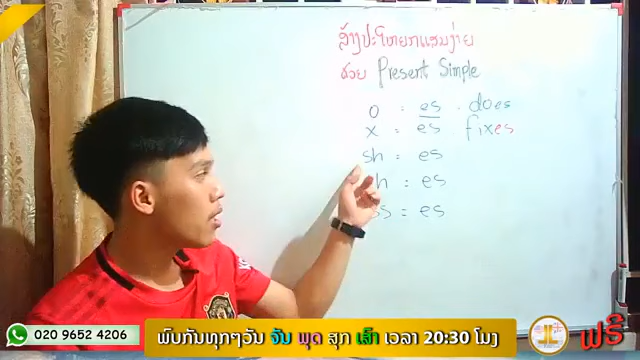 ສ້າງປະໂຫຍກແສນງ່າຍ
ດ້ວຍ Present Simple
o : es . does
x = es fixes
sh = es
h : es
ss = es
020 9652 4206
ພົບກັນທຸກໆວັນ ຈັນ ພຸດ ສຸກ ເສົາ ເວລາ 20:30 ໂມງ
ຟຣີ